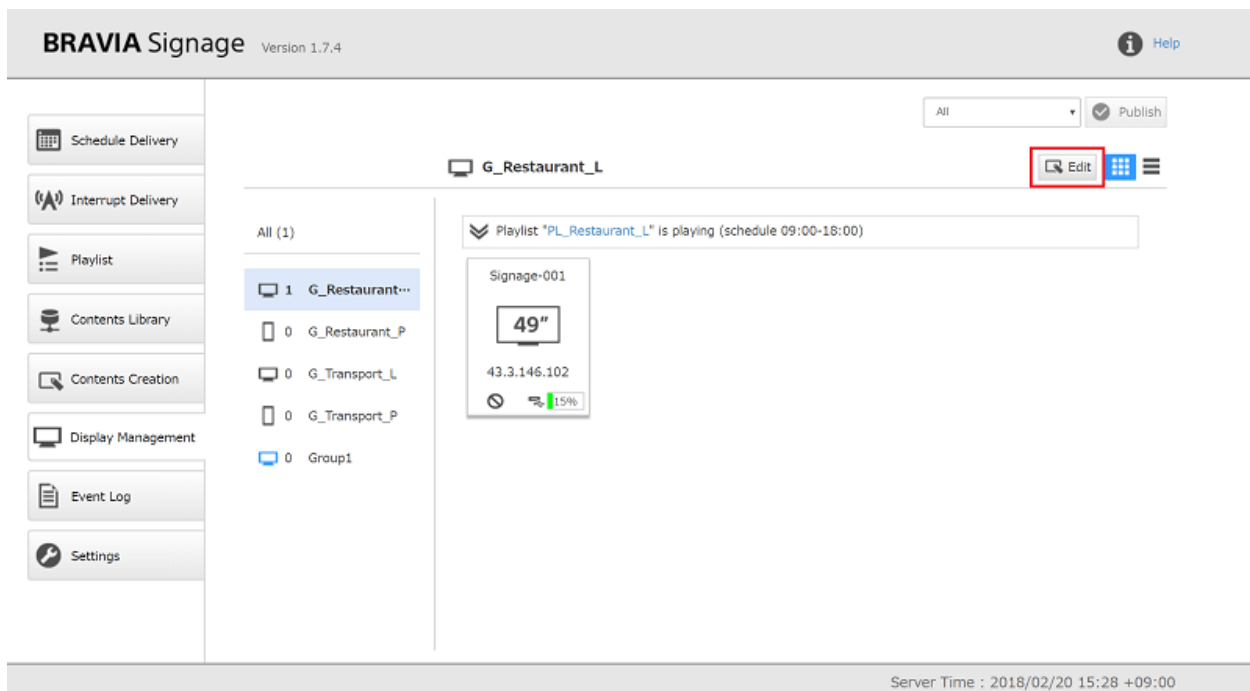 BRAVIA Signage Version 1.7.4
Help
All
Publish
Schedule Delivery
Interrupt Delivery
Playlist
Contents Library
Contents Creation
Display Management
Event Log
Settings
G_Restaurant_L
Edit
All (1)
1 G_Restaurant···
0 G_Restaurant_P
0 G_Transport_L
0 G_Transport_P
0 Group1
Playlist "PL_Restaurant_L" is playing (schedule 09:00-18:00)
Signage-001
49"
43.3.146.102
15%
Server Time : 2018/02/20 15:28 +09:00